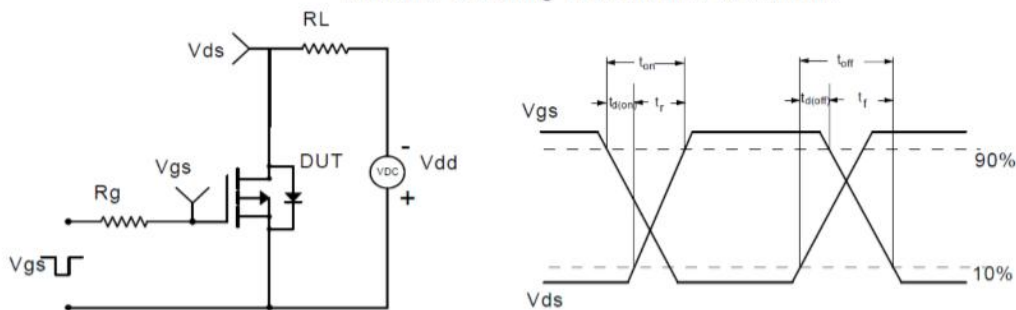 RL
Vds
Vgs
DUT
Rg
VDC
-
Vdd
+
Vgs
ton
toff
td(on)
tr
td(off)
tf
Vgs
90%
10%
Vds